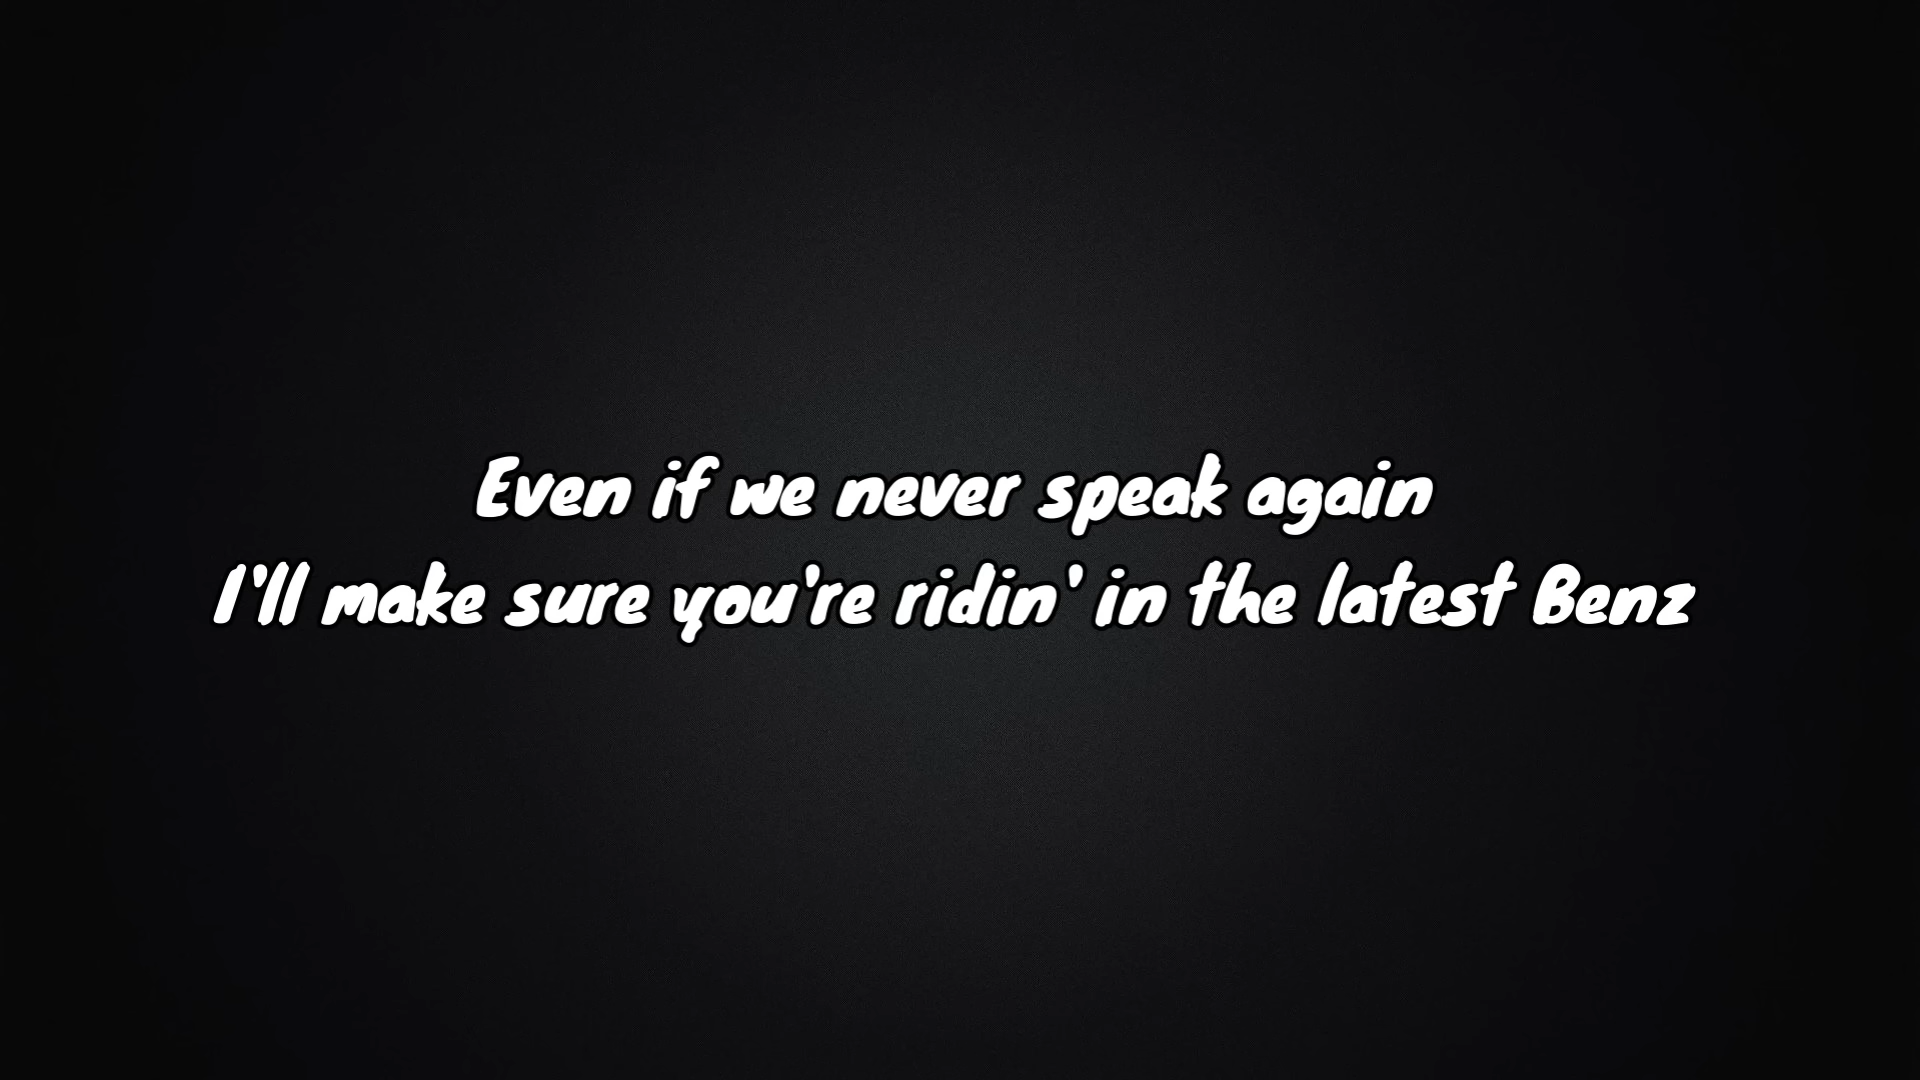 Even if we never speak again
I'll make sure you're ridin' in the latest Benz